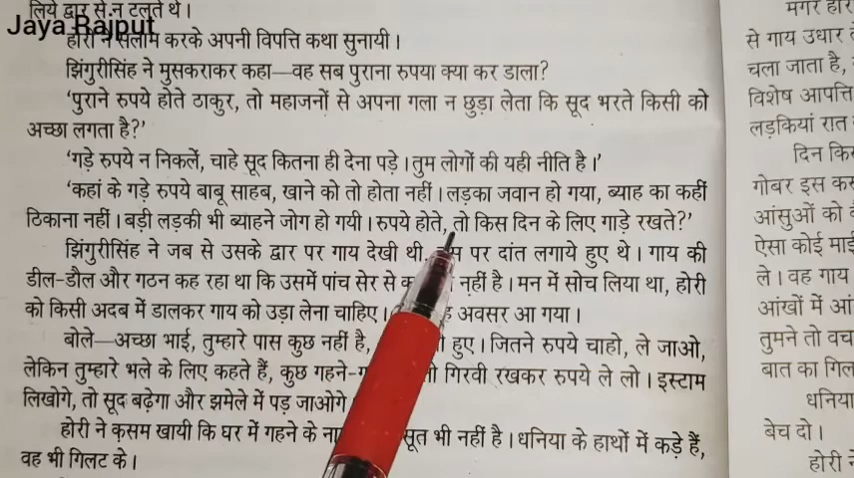 लिये द्वार से न टलते थे।
Jaya Rajput
होरी ने सलाम करके अपनी विपत्ति कथा सुनायी।
झिंगुरीसिंह ने मुसकराकर कहा—वह सब पुराना रुपया क्या कर डाला?
‘पुराने रुपये होते ठाकुर, तो महाजनों से अपना गला न छुड़ा लेता कि सूद भरते किसी को
अच्छा लगता है?’
‘गड़े रुपये न निकलें, चाहे सूद कितना ही देना पड़े। तुम लोगों की यही नीति है।’
‘कहां के गड़े रुपये बाबू साहब, खाने को तो होता नहीं। लड़का जवान हो गया, ब्याह का कहीं
ठिकाना नहीं। बड़ी लड़की भी ब्याहने जोग हो गयी। रुपये होते, तो किस दिन के लिए गाड़े रखते?’
झिंगुरीसिंह ने जब से उसके द्वार पर गाय देखी थी पर दांत लगाये हुए थे। गाय की
डील-डौल और गठन कह रहा था कि उसमें पांच सेर से नहीं है। मन में सोच लिया था, होरी
को किसी अदब में डालकर गाय को उड़ा लेना चाहिए। अवसर आ गया।
बोले—अच्छा भाई, तुम्हारे पास कुछ नहीं है, हुए। जितने रुपये चाहो, ले जाओ,
लेकिन तुम्हारे भले के लिए कहते हैं, कुछ गहने गिरवी रखकर रुपये ले लो। इस्टाम
लिखोगे, तो सूद बढ़ेगा और झमेले में पड़ जाओगे
होरी ने क़सम खायी कि घर में गहने के सूत भी नहीं है। धनिया के हाथों में कड़े हैं,
वह भी गिलट के।
मगर
से गाय उधार
चला जाता है,
विशेष आपत्ति
लड़कियां रात
दिन
गोबर इस
आंसुओं को
ऐसा कोई
ले। वह गाय
आंखों में
तुमने तो
बात का
धनिया
बेच दो।
होरी